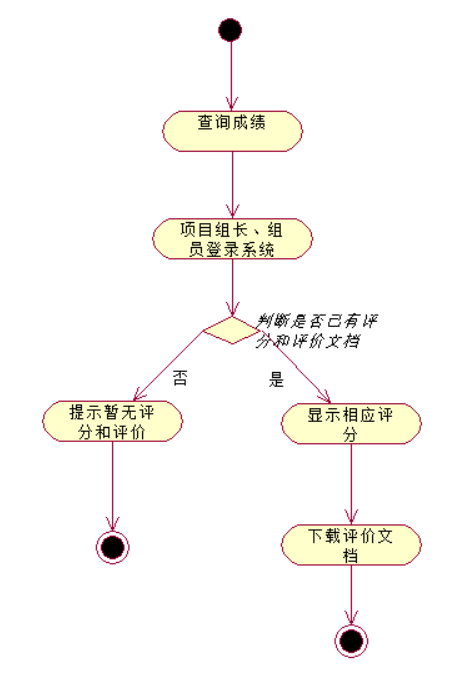 查询成绩
项目组长、组
员登录系统
判断是否已有评
分和评价文档
否
是
提示暂无评
分和评价
显示相应评
分
下载评价文
档